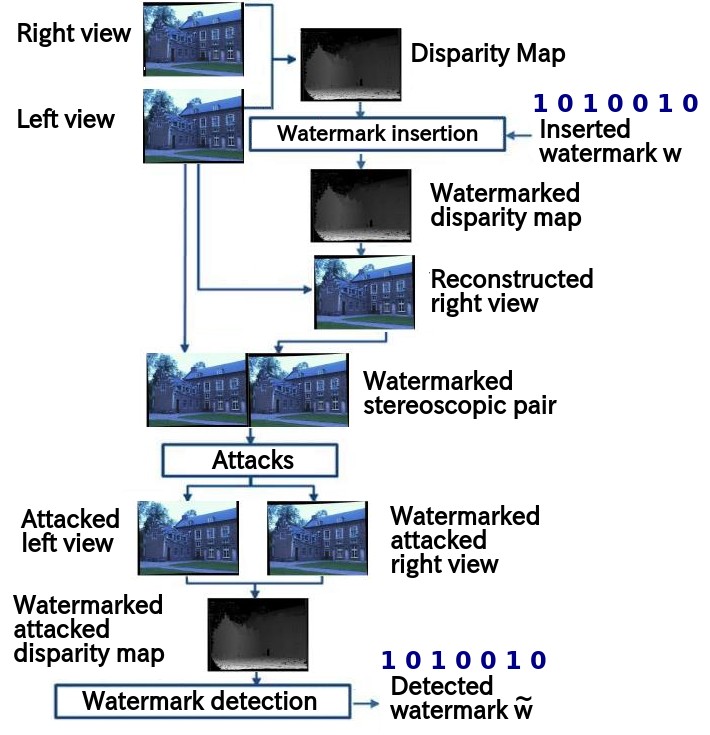 Right view
Disparity Map
Left view
1 0 1 0 0 1 0
Watermark insertion
Inserted
watermark w
Watermarked
disparity map
Reconstructed
right view
Watermarked
stereoscopic pair
Attacks
Attacked
left view
Watermarked
attacked
right view
Watermarked
attacked
disparity map
1 0 1 0 0 1 0
Watermark detection
Detected
watermark w̃